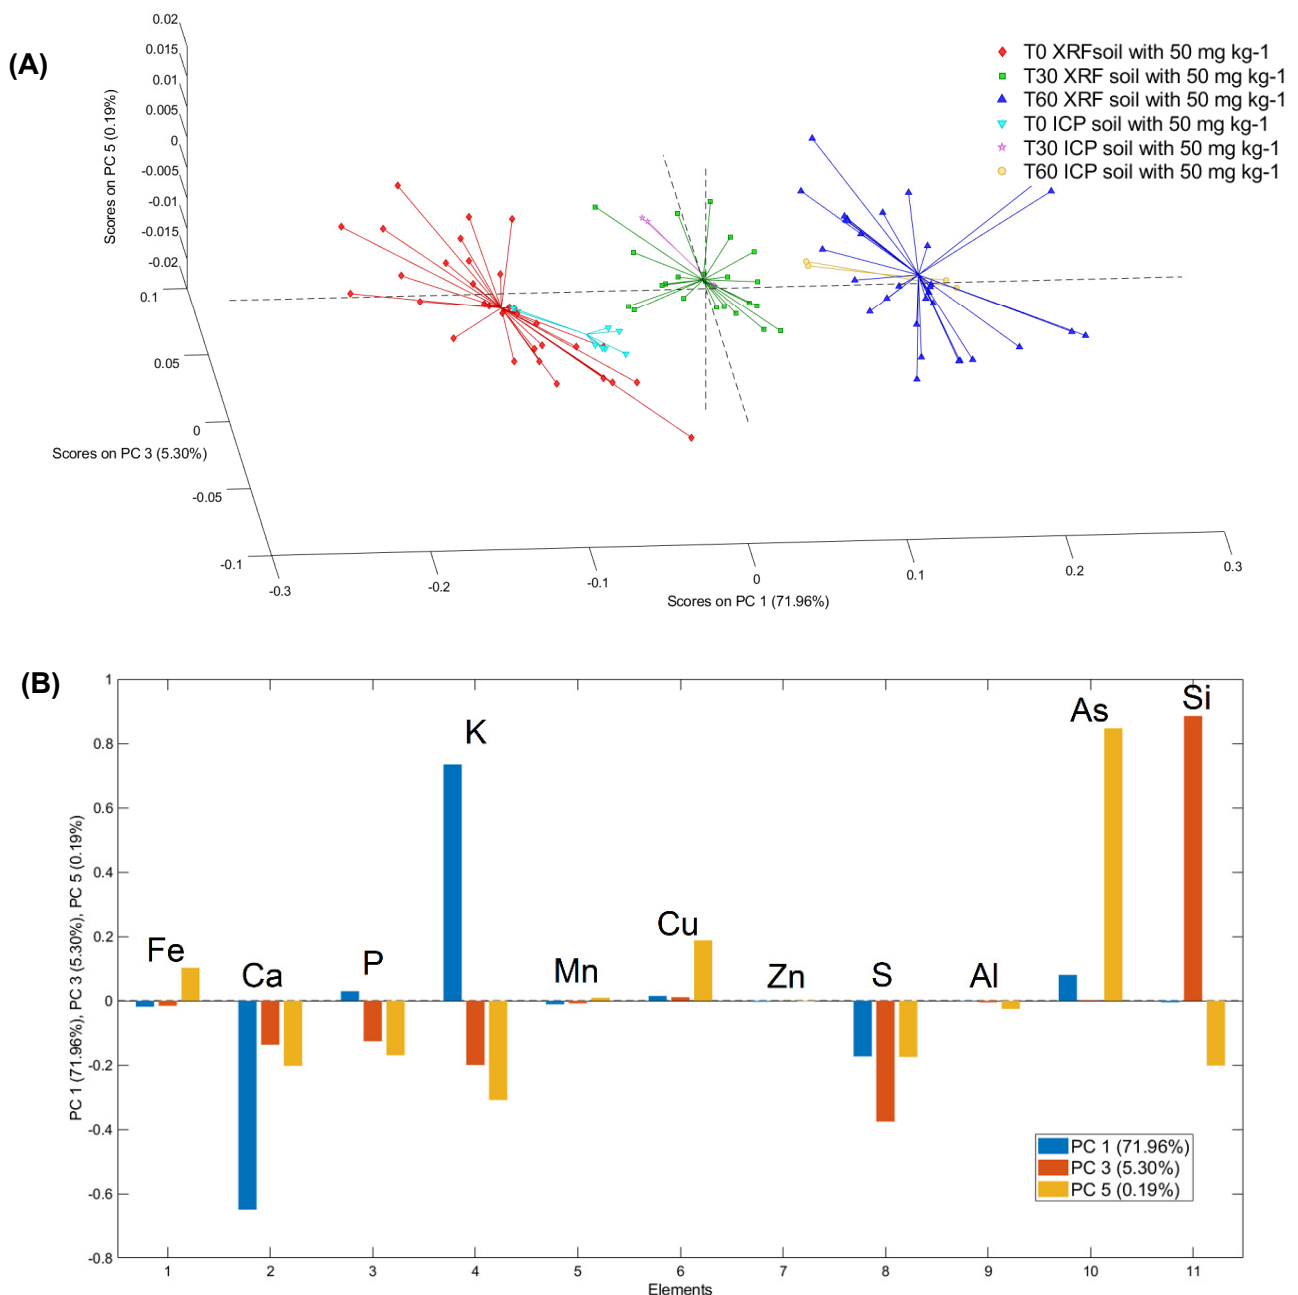 (A)
0.02
0.015
0.01
0.005
0
-0.005
-0.01
-0.015
-0.02
Scores on PC 5 (0.19%)
0.1
0.05
0
-0.05
-0.1
Scores on PC 3 (5.30%)
-0.3
-0.2
-0.1
0
0.1
0.2
0.3
Scores on PC 1 (71.96%)
T0 XRFsoil with 50 mg kg-1
T30 XRF soil with 50 mg kg-1
T60 XRF soil with 50 mg kg-1
T0 ICP soil with 50 mg kg-1
T30 ICP soil with 50 mg kg-1
T60 ICP soil with 50 mg kg-1
(B)
PC 1 (71.96%), PC 3 (5.30%), PC 5 (0.19%)
1
0.8
0.6
0.4
0.2
0
-0.2
-0.4
-0.6
-0.8
Fe
Ca
P
K
Mn
Cu
Zn
S
Al
As
Si
PC 1 (71.96%)
PC 3 (5.30%)
PC 5 (0.19%)
1
2
3
4
5
6
7
8
9
10
11
Elements